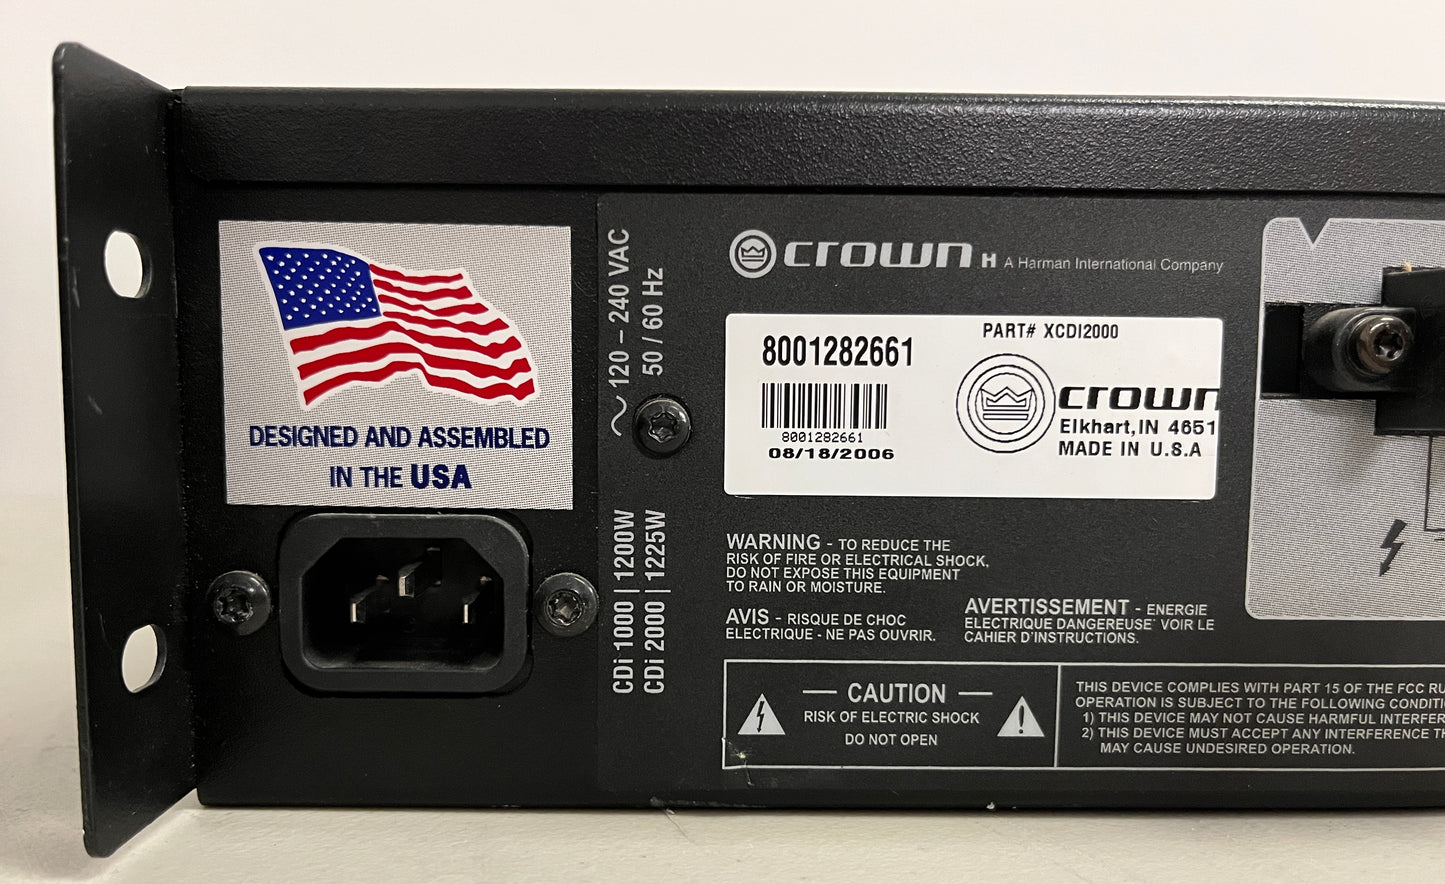 DESIGNED AND ASSEMBLED
IN THE USA
120 – 240 VAC
50 / 60 Hz
CDi 1000 | 1200W
CDi 2000 | 1225W
crown H A Harman International Company
PART# XCDI2000
8001282661
8001282661
08/18/2006
crown
Elkhart, IN 4651
MADE IN U.S.A
WARNING - TO REDUCE THE
RISK OF FIRE OR ELECTRICAL SHOCK,
DO NOT EXPOSE THIS EQUIPMENT
TO RAIN OR MOISTURE.
AVIS - RISQUE DE CHOC
ELECTRIQUE - NE PAS OUVRIR.
AVERTISSEMENT - ENERGIE
ELECTRIQUE DANGEREUSE VOIR LE
CAHIER D'INSTRUCTIONS.
CAUTION
RISK OF ELECTRIC SHOCK
DO NOT OPEN
THIS DEVICE COMPLIES WITH PART 15 OF THE FCC RU
OPERATION IS SUBJECT TO THE FOLLOWING CONDITI
1) THIS DEVICE MAY NOT CAUSE HARMFUL INTERFER
2) THIS DEVICE MUST ACCEPT ANY INTERFERENCE TH
MAY CAUSE UNDESIRED OPERATION.